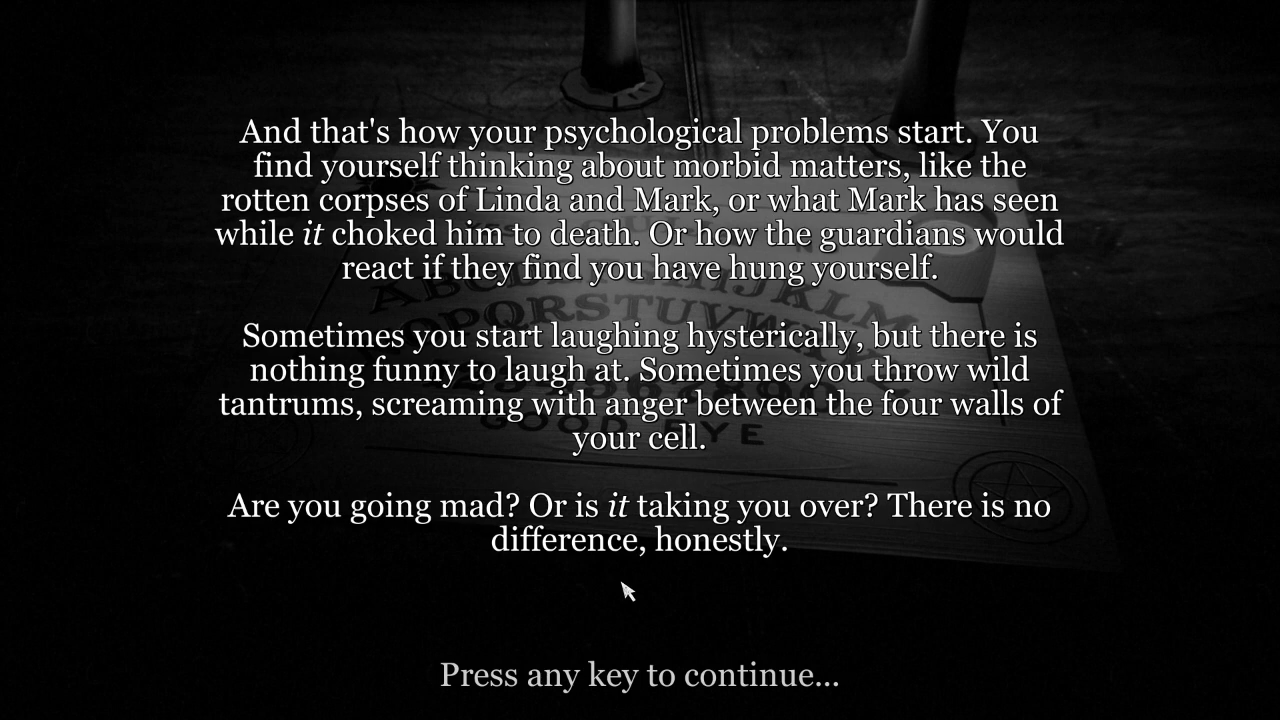 And that's how your psychological problems start. You
find yourself thinking about morbid matters, like the
rotten corpses of Linda and Mark, or what Mark has seen
while it choked him to death. Or how the guardians would
react if they find you have hung yourself.
Sometimes you start laughing hysterically, but there is
nothing funny to laugh at. Sometimes you throw wild
tantrums, screaming with anger between the four walls of
your cell.
Are you going mad? Or is it taking you over? There is no
difference, honestly.
Press any key to continue...